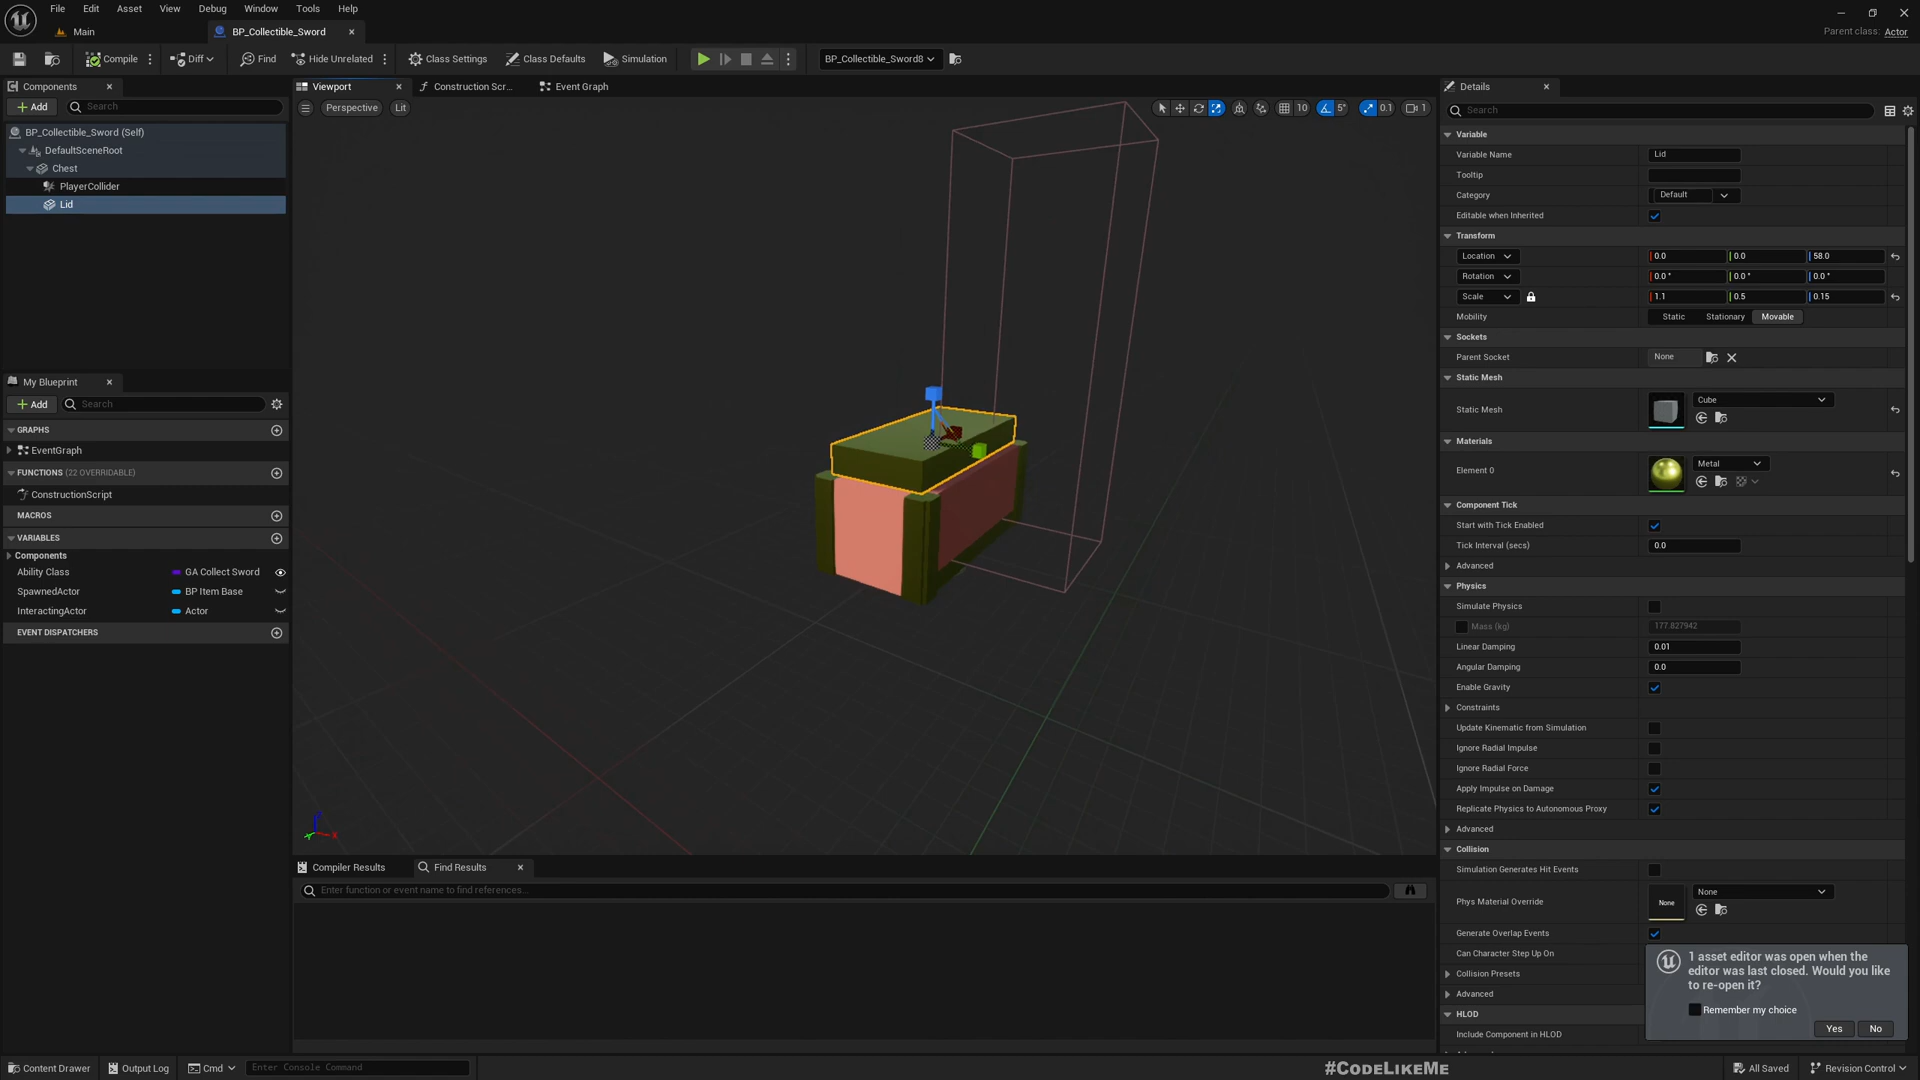 File Edit Asset View Debug Window Tools Help
Main
BP_Collectible_Sword
Parent class: Actor
Compile
Diff
Find
Hide Unrelated
Class Settings
Class Defaults
Simulation
BP_Collectible_Sword8
Components
Add
Search
BP_Collectible_Sword (Self)
DefaultSceneRoot
Chest
PlayerCollider
Lid
My Blueprint
Add
Search
GRAPHS
EventGraph
FUNCTIONS (22 OVERRIDABLE)
ConstructionScript
MACROS
VARIABLES
Components
Ability Class GA Collect Sword
SpawnedActor BP Item Base
InteractingActor Actor
EVENT DISPATCHERS
Viewport
Construction Scr...
Event Graph
Perspective
Lit
10
5°
0.1
1
Compiler Results
Find Results
Enter function or event name to find references...
Details
Search
Variable
Variable Name Lid
Tooltip
Category Default
Editable when Inherited
Transform
Location 0.0 0.0 58.0
Rotation 0.0 ° 0.0 ° 0.0 °
Scale 1.1 0.5 0.15
Mobility Static Stationary Movable
Sockets
Parent Socket None
Static Mesh
Static Mesh Cube
Materials
Element 0 Metal
Component Tick
Start with Tick Enabled
Tick Interval (secs) 0.0
Advanced
Physics
Simulate Physics
Mass (kg) 177.827942
Linear Damping 0.01
Angular Damping 0.0
Enable Gravity
Constraints
Update Kinematic from Simulation
Ignore Radial Impulse
Ignore Radial Force
Apply Impulse on Damage
Replicate Physics to Autonomous Proxy
Advanced
Collision
Simulation Generates Hit Events
Phys Material Override None None
Generate Overlap Events
Can Character Step Up On
Collision Presets
Advanced
HLOD
Include Component in HLOD
1 asset editor was open when the
editor was last closed. Would you like
to re-open it?
Remember my choice
Yes No
Content Drawer
Output Log
Cmd
Enter Console Command
#CODELIKEME
All Saved
Revision Control